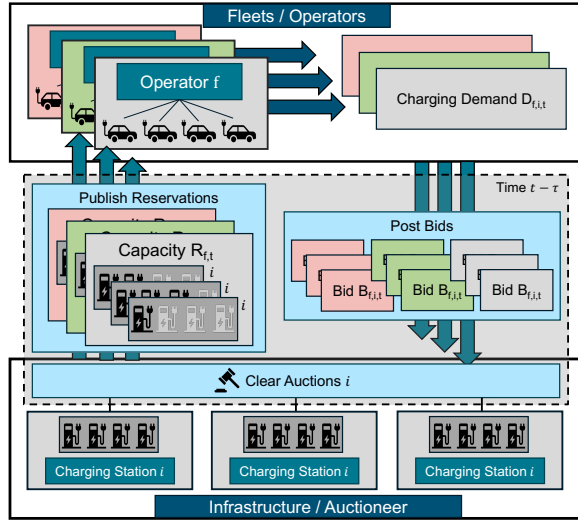 Fleets / Operators
Operator f
Charging Demand D_{f,i,t}
Time t − τ
Publish Reservations
Post Bids
Capacity R_{f,t}
i
i
i
Bid B_{f,i,t}
Bid B_{f,i,t}
Bid B_{f,i,t}
Clear Auctions i
Charging Station i
Charging Station i
Charging Station i
Infrastructure / Auctioneer